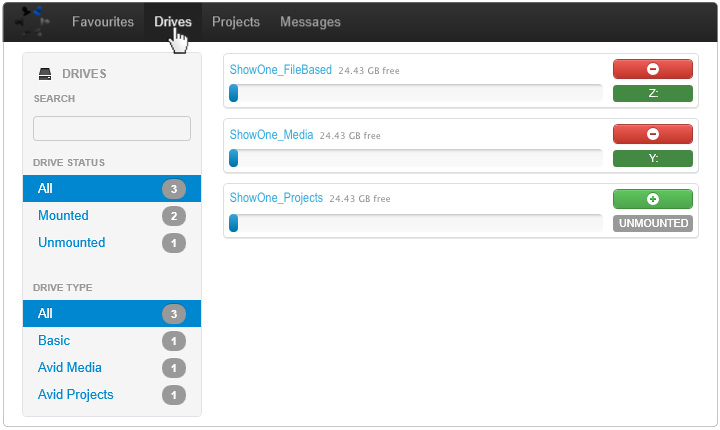 Favourites Drives Projects Messages
DRIVES
SEARCH
DRIVE STATUS
All 3
Mounted 2
Unmounted 1
DRIVE TYPE
All 3
Basic 1
Avid Media 1
Avid Projects 1
ShowOne_FileBased 24.43 GB free
Z:
ShowOne_Media 24.43 GB free
Y:
ShowOne_Projects 24.43 GB free
UNMOUNTED